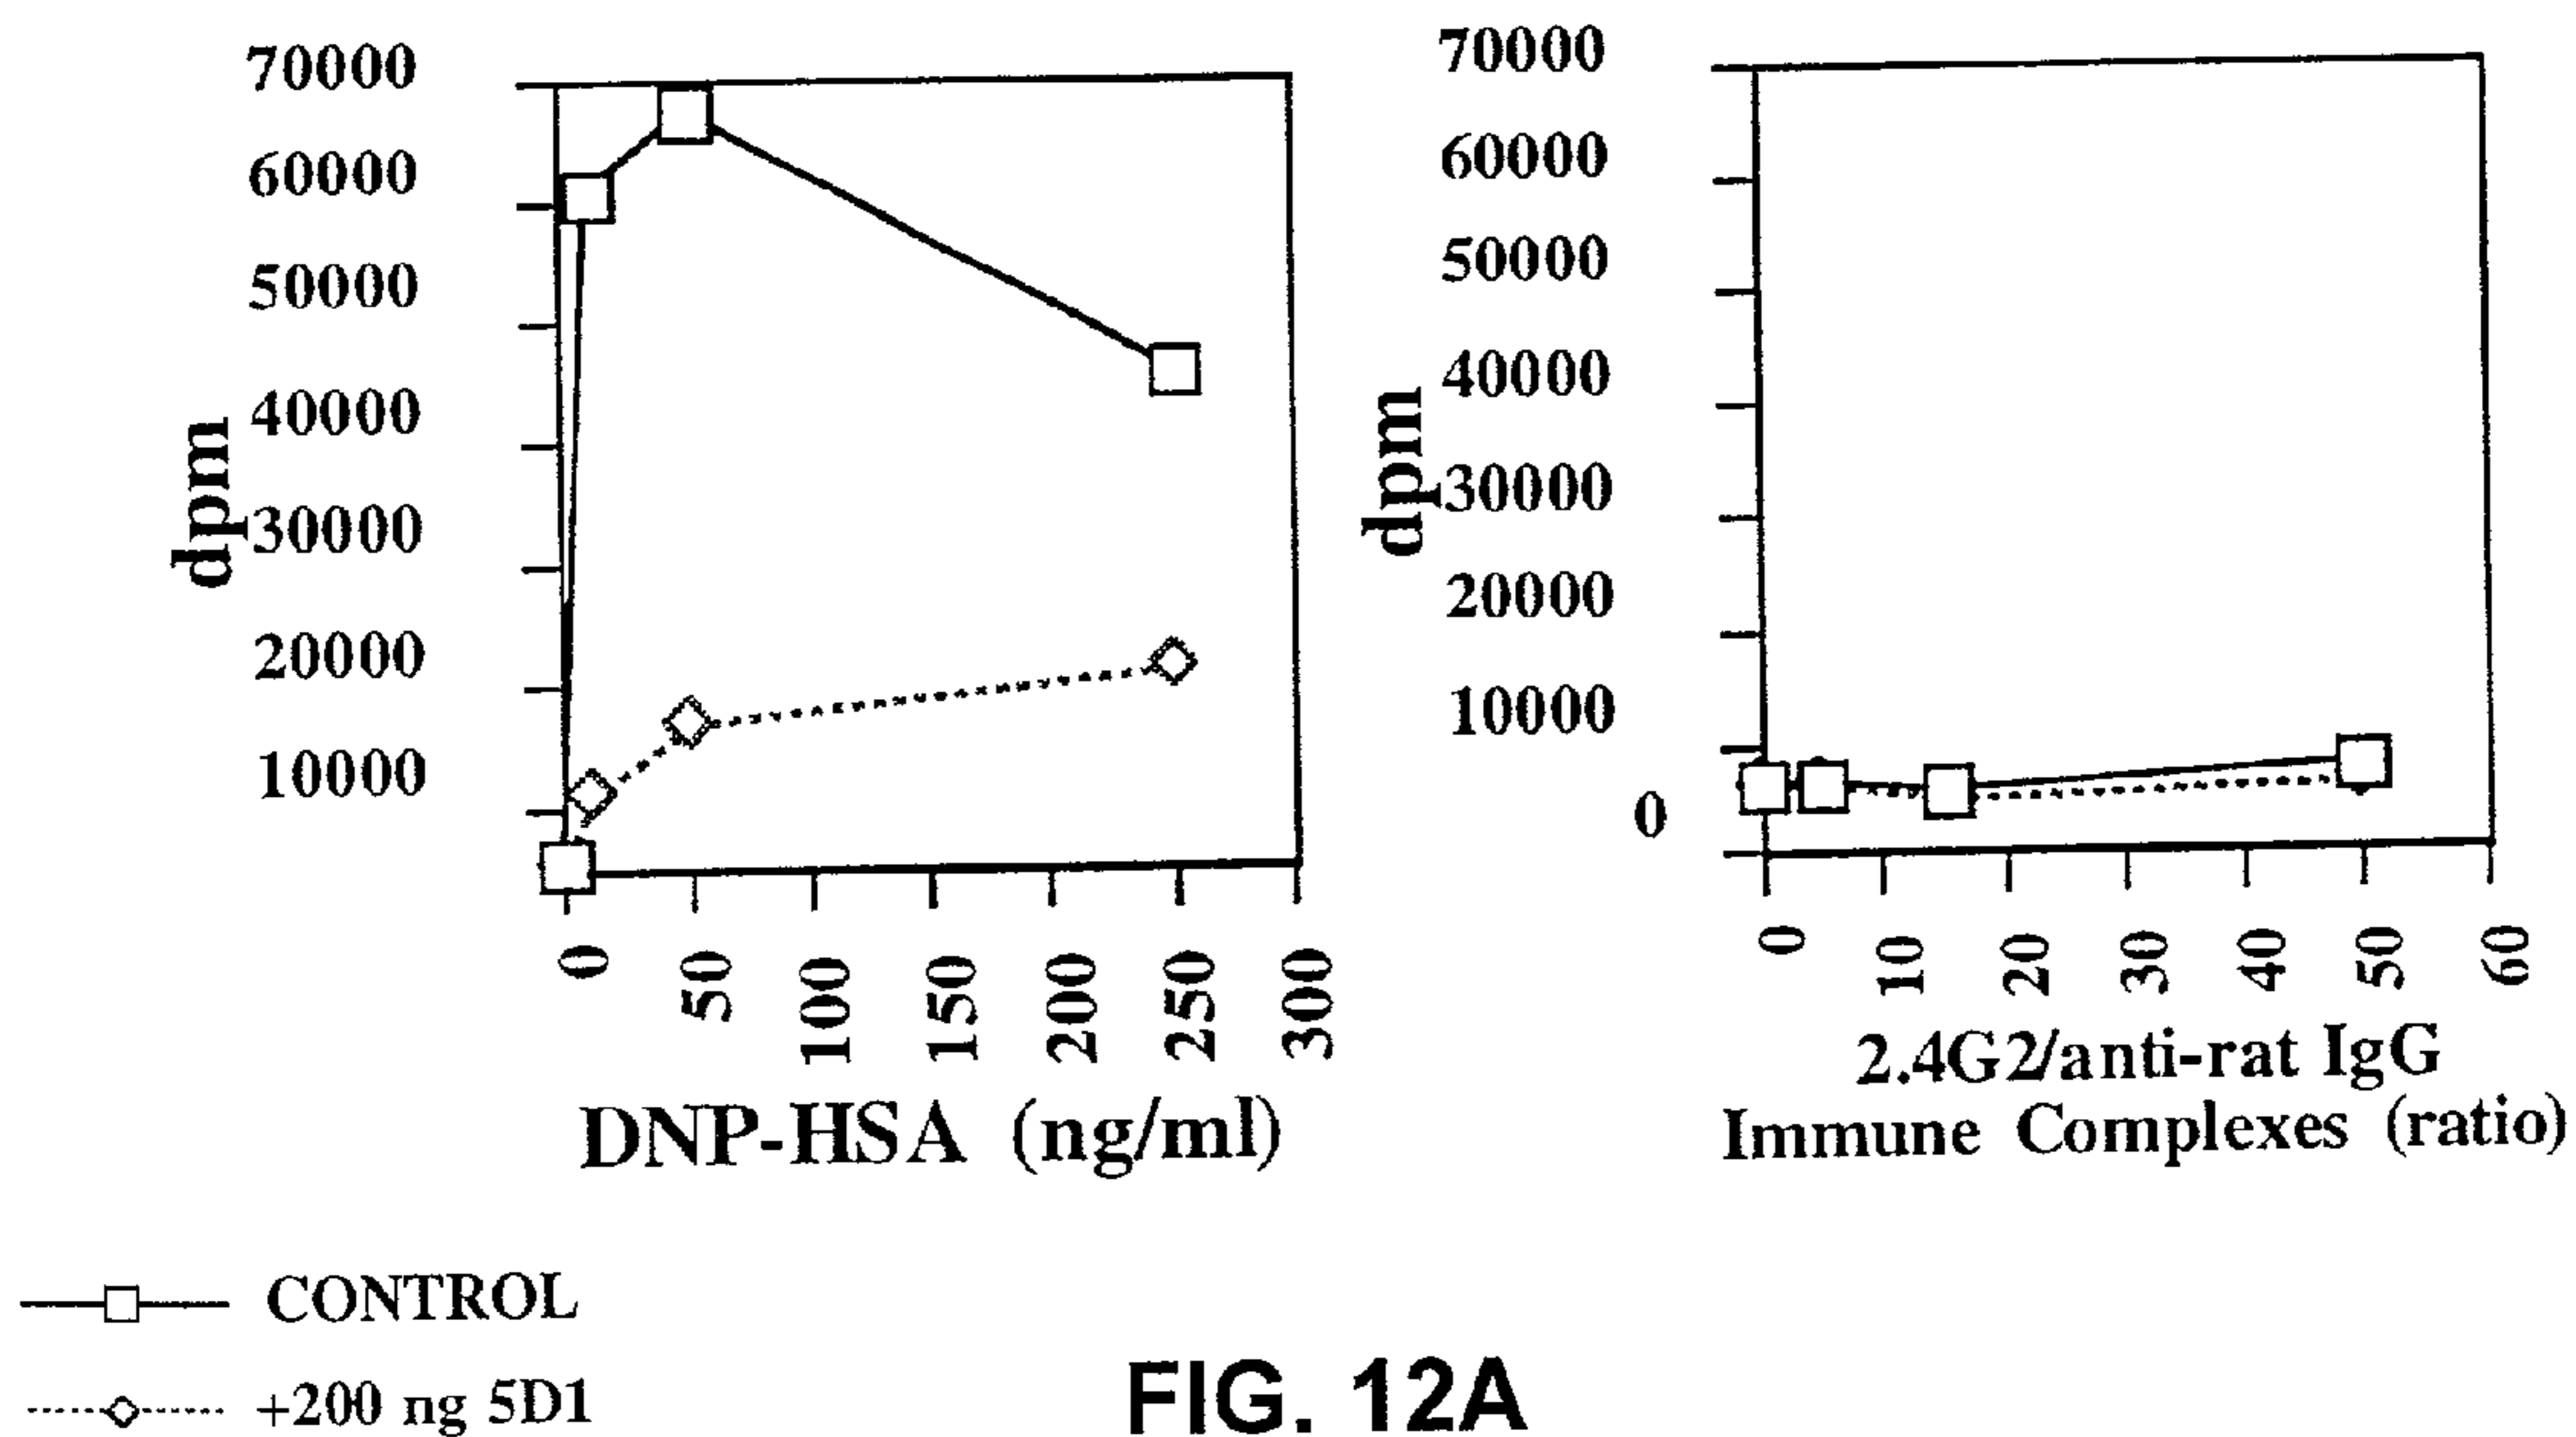 70000
60000
50000
40000
30000
20000
10000
dpm
0 50 100 150 200 250 300
DNP-HSA (ng/ml)
70000
60000
50000
40000
30000
20000
10000
0
dpm
0 10 20 30 40 50 60
2.4G2/anti-rat IgG
Immune Complexes (ratio)
CONTROL
+200 ng 5D1
FIG. 12A